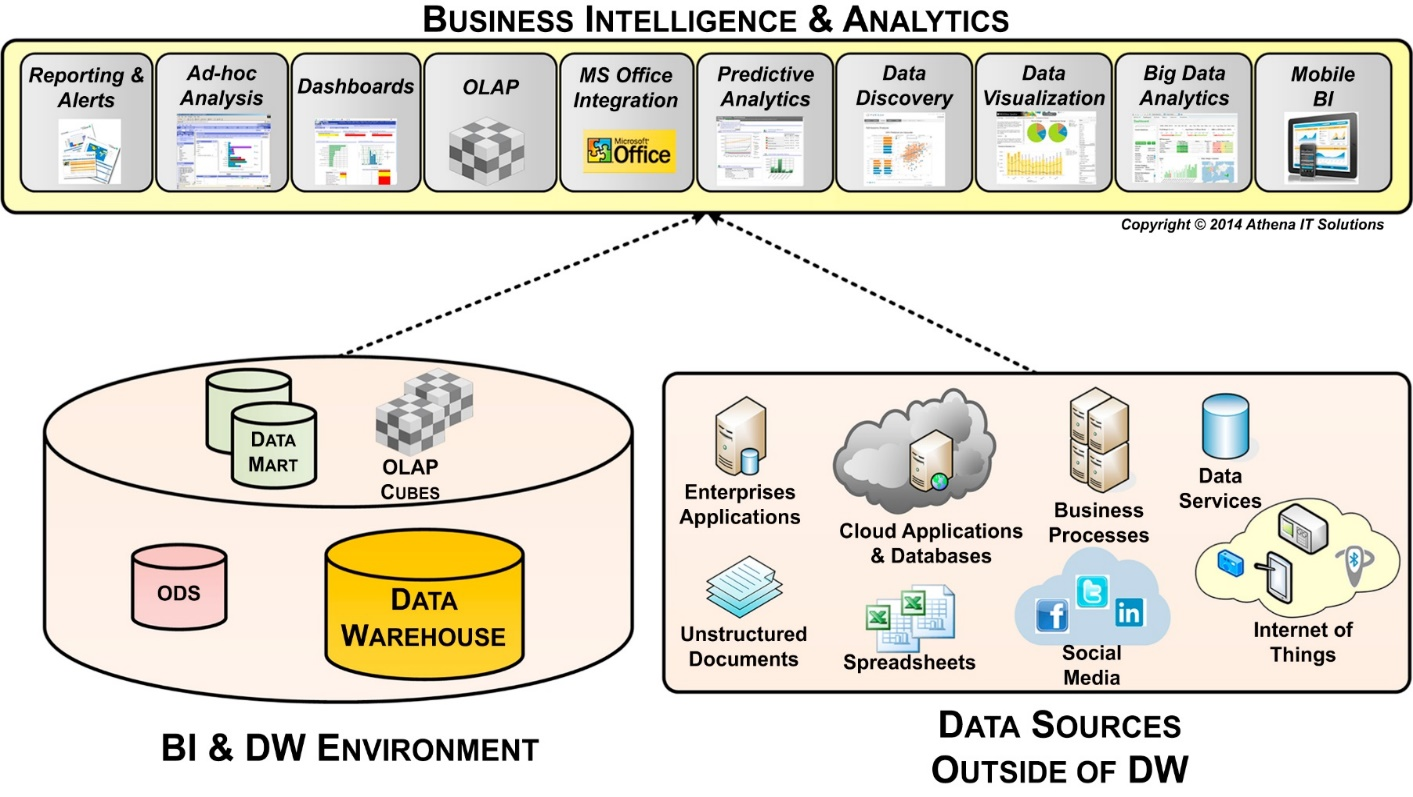 BUSINESS INTELLIGENCE & ANALYTICS
Reporting &
Alerts
Ad-hoc
Analysis
Dashboards
OLAP
MS Office
Integration
Microsoft
Office
Predictive
Analytics
Data
Discovery
Data
Visualization
Big Data
Analytics
Mobile
BI
Copyright © 2014 Athena IT Solutions
DATA
MART
OLAP
CUBES
ODS
DATA
WAREHOUSE
BI & DW ENVIRONMENT
Enterprises
Applications
Cloud Applications
& Databases
Business
Processes
Data
Services
Unstructured
Documents
Spreadsheets
Social
Media
Internet of
Things
DATA SOURCES
OUTSIDE OF DW